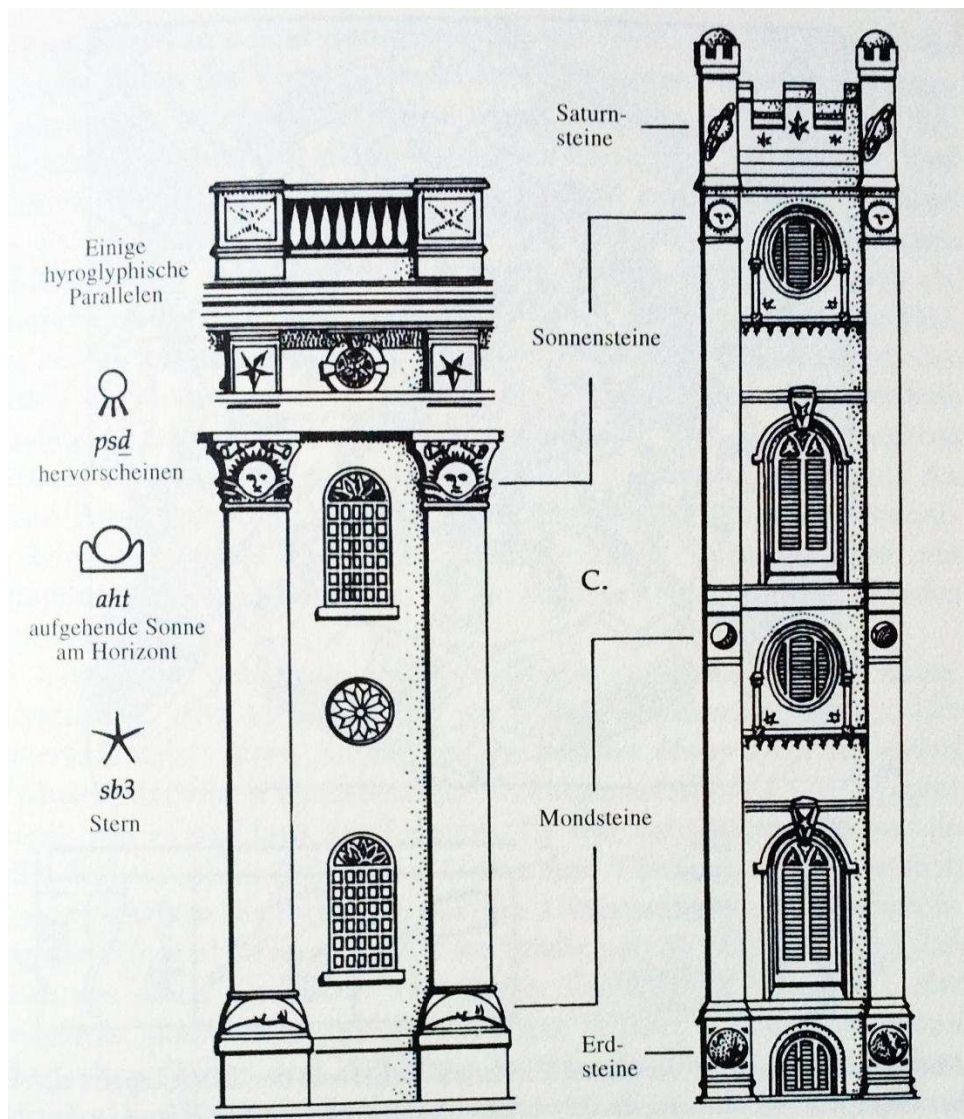 Saturn-
steine
Einige
hyroglyphische
Parallelen
Sonnensteine
psḏ
hervorscheinen
C.
aht
aufgehende Sonne
am Horizont
sb3
Stern
Mondsteine
Erd-
steine